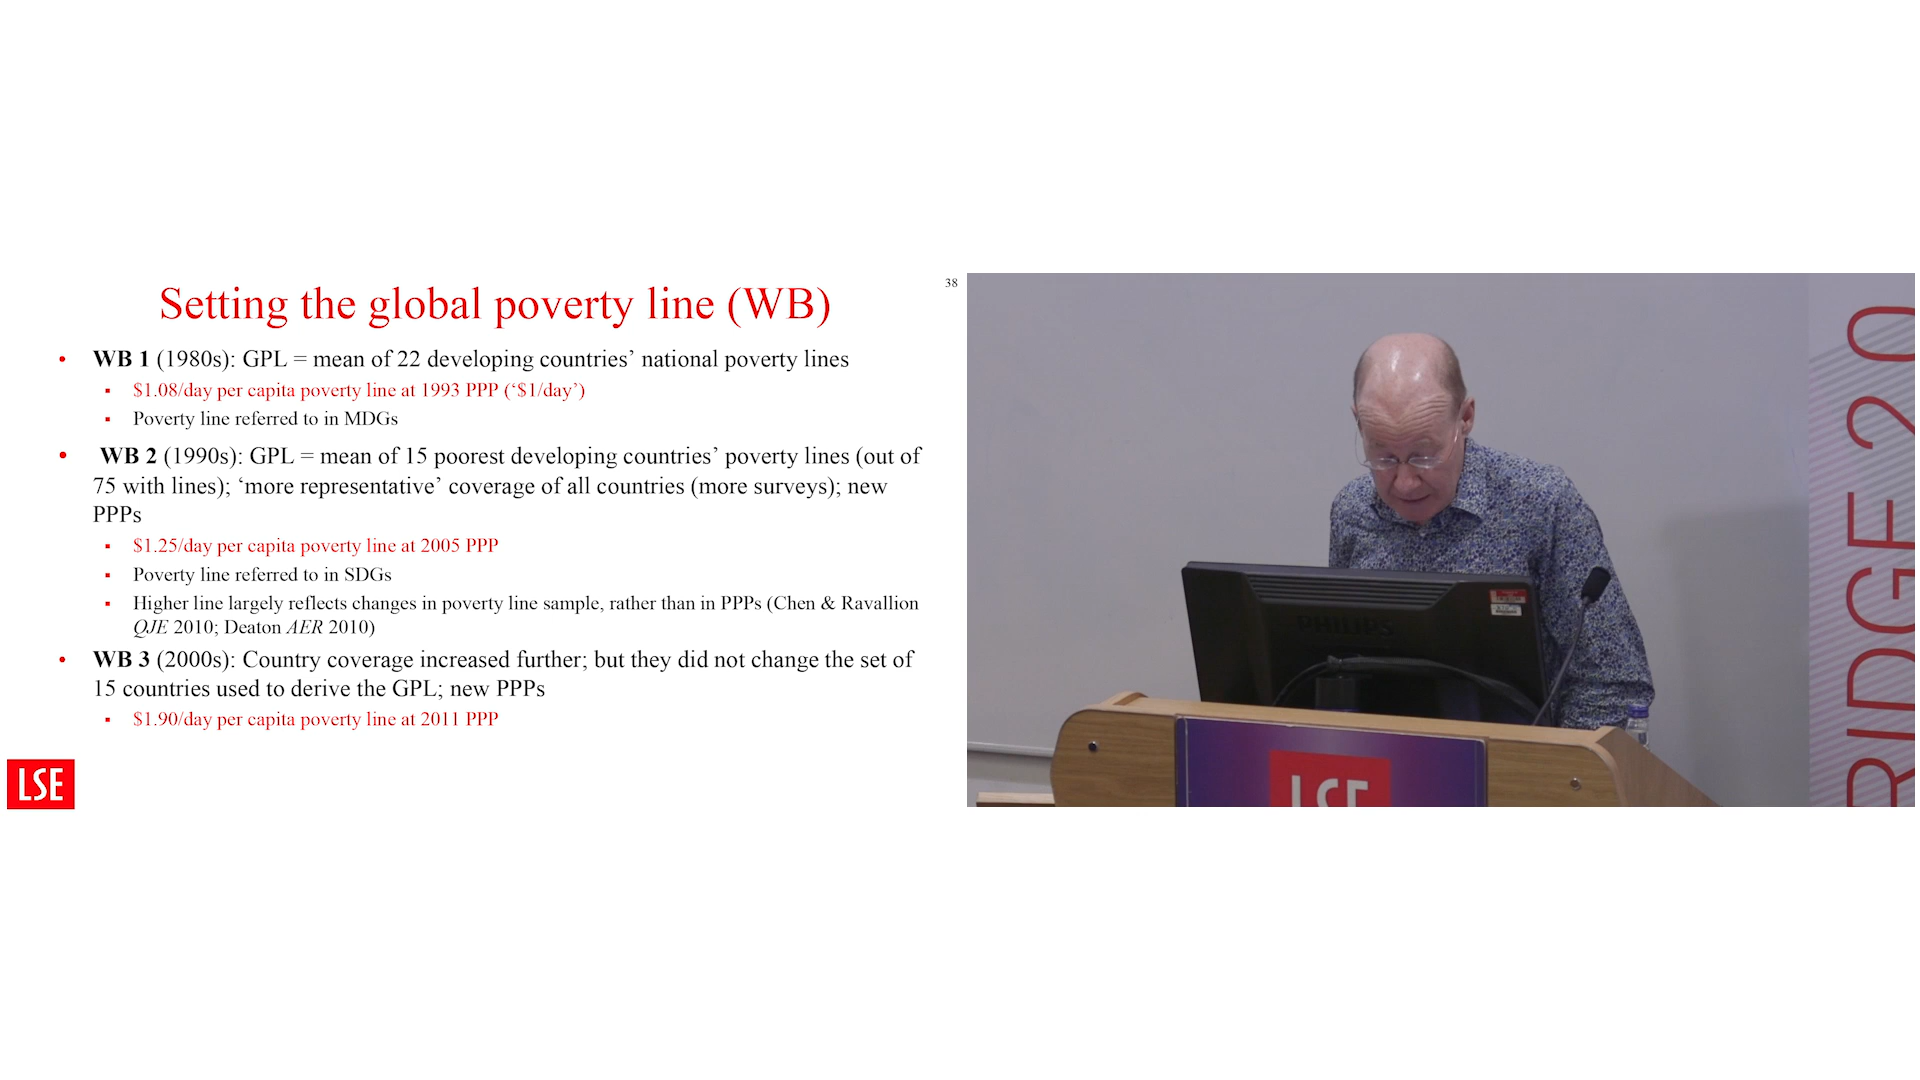 38
Setting the global poverty line (WB)
• WB 1 (1980s): GPL = mean of 22 developing countries’ national poverty lines
▪ $1.08/day per capita poverty line at 1993 PPP (‘$1/day’)
▪ Poverty line referred to in MDGs
• WB 2 (1990s): GPL = mean of 15 poorest developing countries’ poverty lines (out of
75 with lines); ‘more representative’ coverage of all countries (more surveys); new
PPPs
▪ $1.25/day per capita poverty line at 2005 PPP
▪ Poverty line referred to in SDGs
▪ Higher line largely reflects changes in poverty line sample, rather than in PPPs (Chen & Ravallion
QJE 2010; Deaton AER 2010)
• WB 3 (2000s): Country coverage increased further; but they did not change the set of
15 countries used to derive the GPL; new PPPs
▪ $1.90/day per capita poverty line at 2011 PPP
LSE
PHILIPS
LSE
RIDGE 2.0